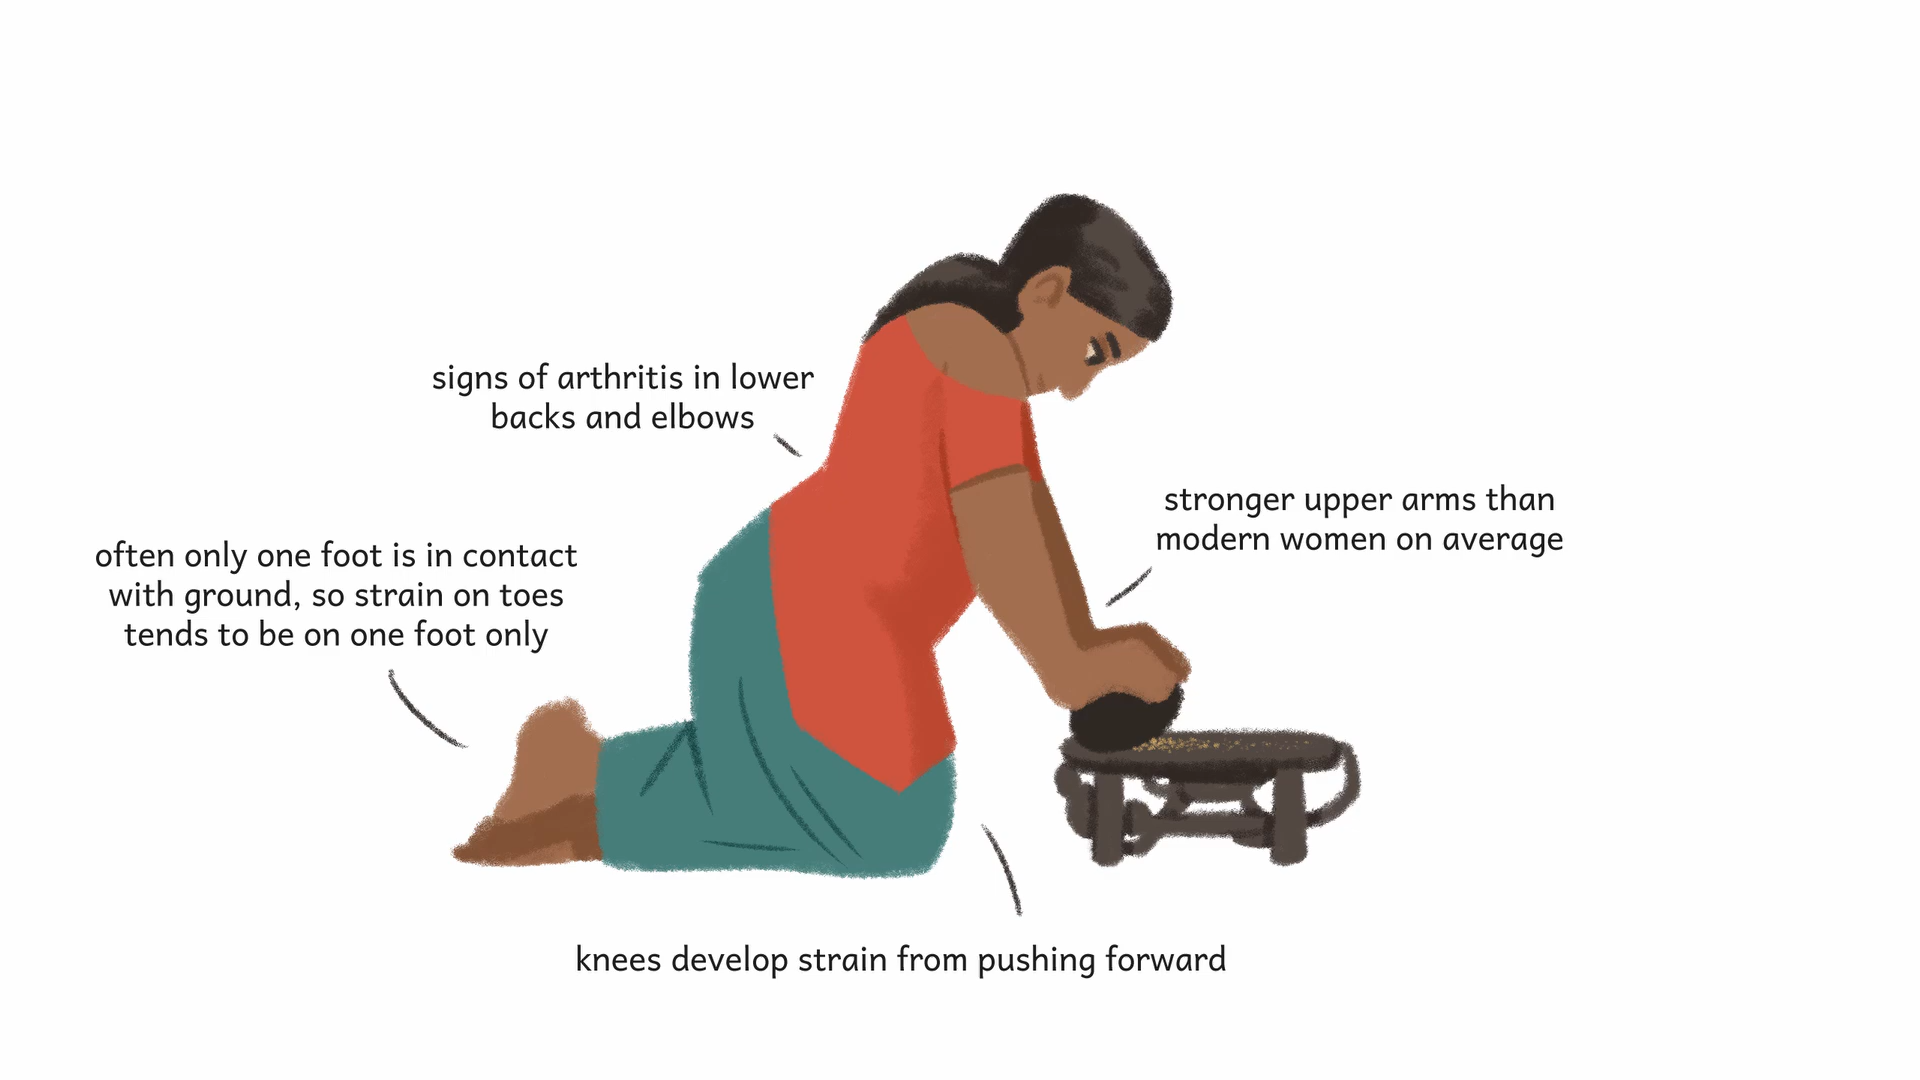 signs of arthritis in lower
backs and elbows
stronger upper arms than
modern women on average
often only one foot is in contact
with ground, so strain on toes
tends to be on one foot only
knees develop strain from pushing forward